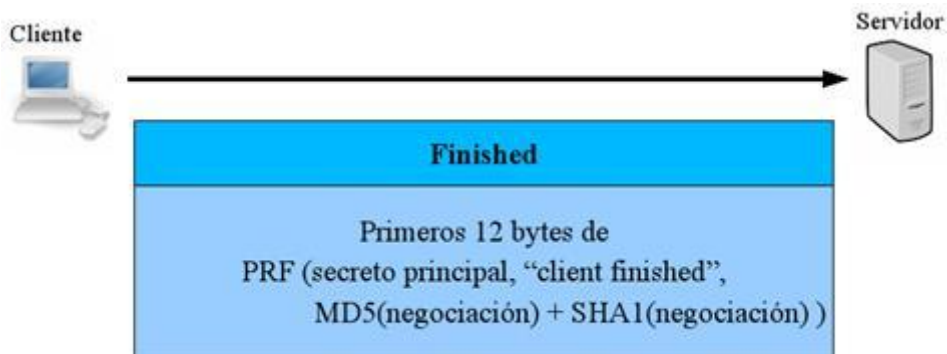 Cliente
Servidor
Finished
Primeros 12 bytes de
PRF (secreto principal, “client finished”,
MD5(negociación) + SHA1(negociación) )